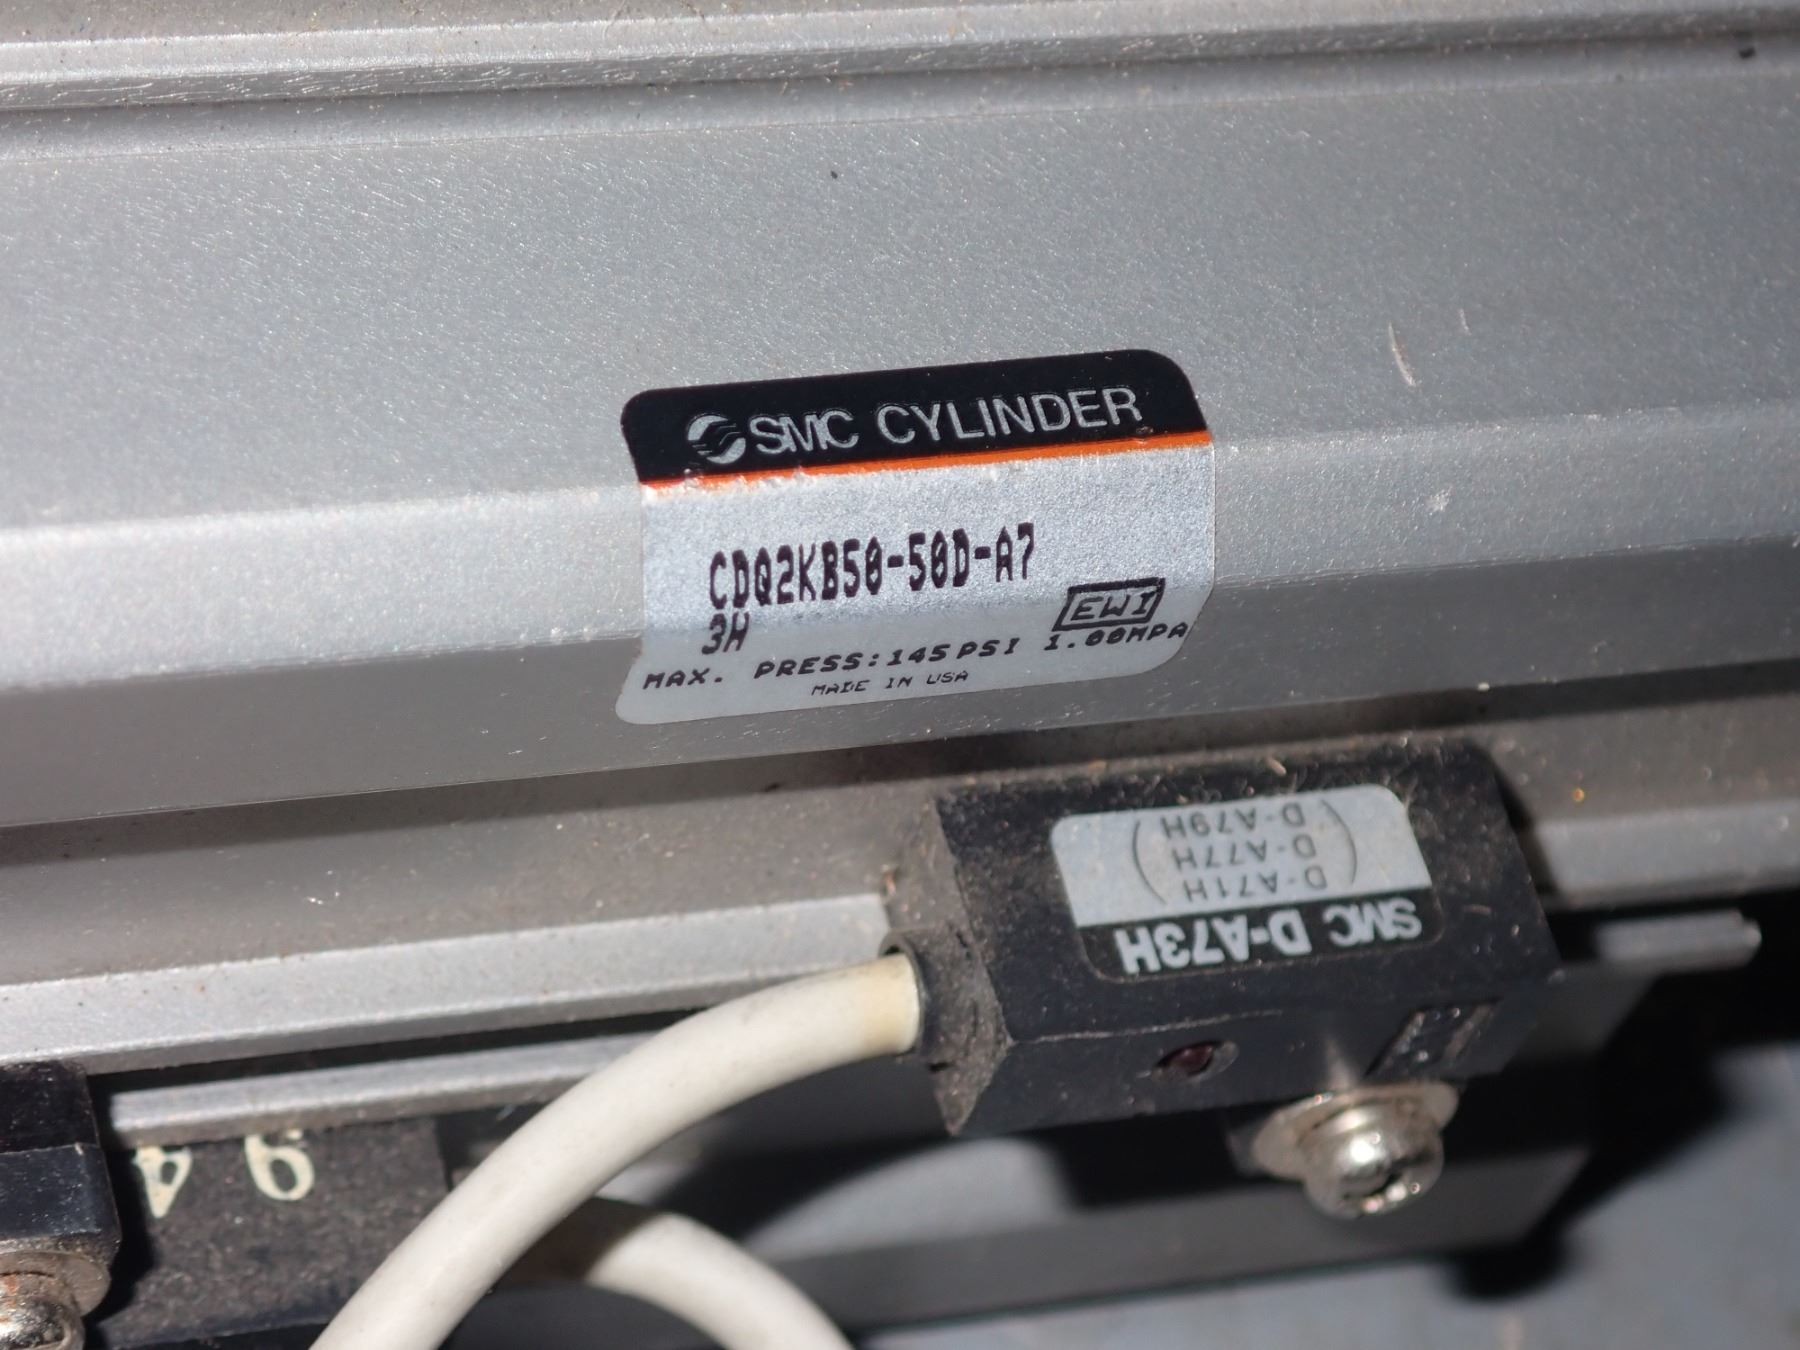 SMC CYLINDER
CDQ2KB50-50D-A7
3H
EWI
MAX. PRESS:145PSI 1.00MPA
MADE IN USA
SMC D-A73H
(D-A71H
D-A77H
D-A79H)
94